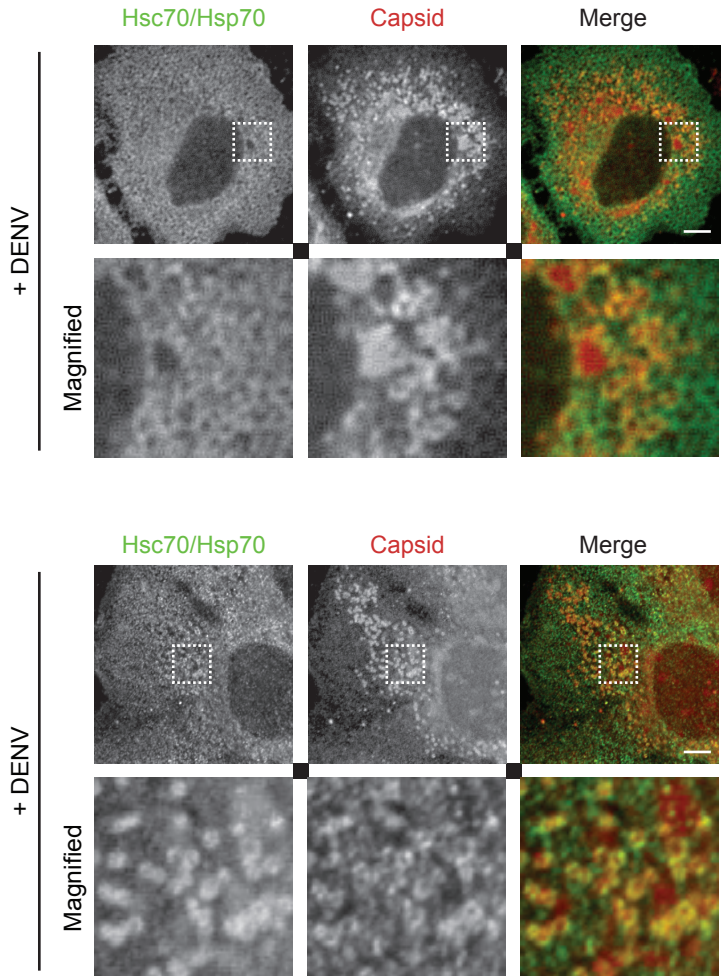 Hsc70/Hsp70 Capsid Merge
+ DENV
Magnified
Hsc70/Hsp70 Capsid Merge
+ DENV
Magnified